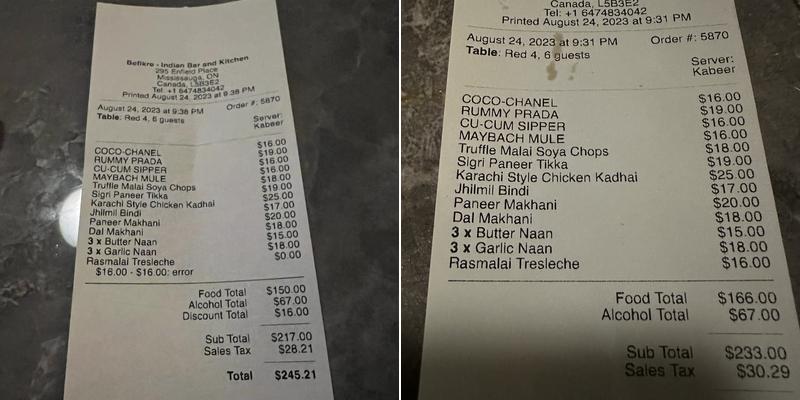 Befikre - Indian Bar and Kitchen
295 Enfield Place
Mississauga, ON
Canada, L5B3E2
Tel: +1 6474834042
Printed August 24, 2023 at 9:38 PM
August 24, 2023 at 9:38 PM Order #: 5870
Table: Red 4, 6 guests Server:
Kabeer
COCO-CHANEL $16.00
RUMMY PRADA $19.00
CU-CUM SIPPER $16.00
MAYBACH MULE $16.00
Truffle Malai Soya Chops $18.00
Sigri Paneer Tikka $19.00
Karachi Style Chicken Kadhai $25.00
Jhilmil Bindi $17.00
Paneer Makhani $20.00
Dal Makhani $18.00
3 x Butter Naan $15.00
3 x Garlic Naan $18.00
Rasmalai Tresleche $0.00
$16.00 - $16.00: error
Food Total $150.00
Alcohol Total $67.00
Discount Total $16.00
Sub Total $217.00
Sales Tax $28.21
Total $245.21
Canada, L5B3E2
Tel: +1 6474834042
Printed August 24, 2023 at 9:31 PM
August 24, 2023 at 9:31 PM Order #: 5870
Table: Red 4, 6 guests Server:
Kabeer
COCO-CHANEL $16.00
RUMMY PRADA $19.00
CU-CUM SIPPER $16.00
MAYBACH MULE $16.00
Truffle Malai Soya Chops $18.00
Sigri Paneer Tikka $19.00
Karachi Style Chicken Kadhai $25.00
Jhilmil Bindi $17.00
Paneer Makhani $20.00
Dal Makhani $18.00
3 x Butter Naan $15.00
3 x Garlic Naan $18.00
Rasmalai Tresleche $16.00
Food Total $166.00
Alcohol Total $67.00
Sub Total $233.00
Sales Tax $30.29